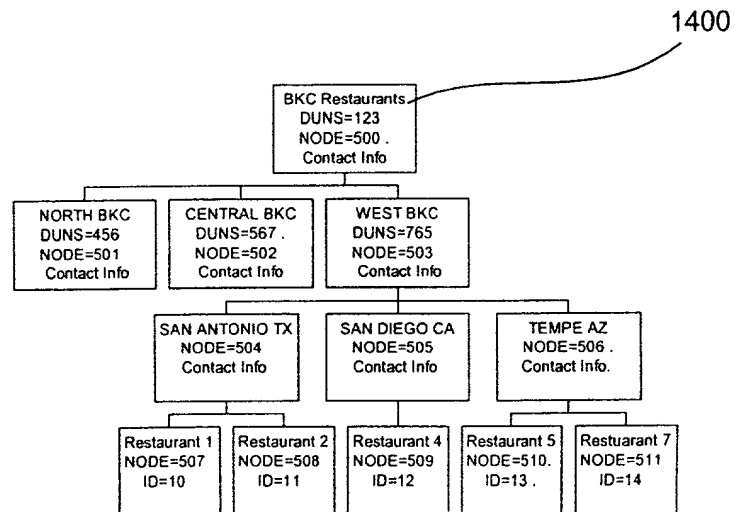 1400
BKC Restaurants
DUNS=123
NODE=500 .
Contact Info
NORTH BKC
DUNS=456
NODE=501
Contact Info
CENTRAL BKC
DUNS=567 .
NODE=502
Contact Info
WEST BKC
DUNS=765
NODE=503
Contact Info
SAN ANTONIO TX
NODE=504
Contact Info
SAN DIEGO CA
NODE=505
Contact Info
TEMPE AZ
NODE=506 .
Contact Info.
Restaurant 1
NODE=507
ID=10
Restaurant 2
NODE=508
ID=11
Restaurant 4
NODE=509
ID=12
Restaurant 5
NODE=510.
ID=13 .
Restuarant 7
NODE=511
ID=14